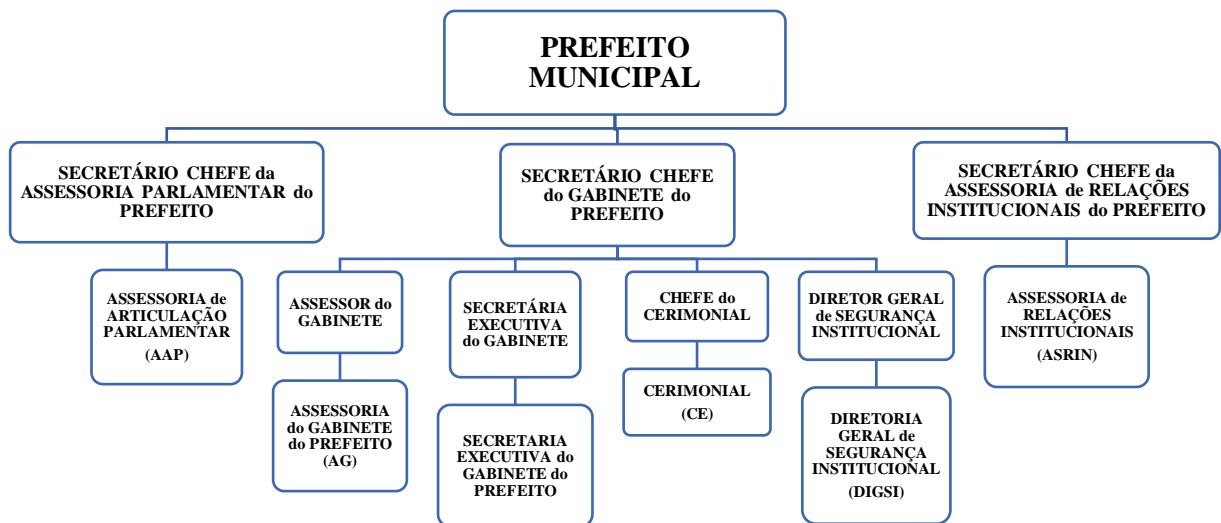 PREFEITO
MUNICIPAL
SECRETÁRIO CHEFE da
ASSESSORIA PARLAMENTAR do
PREFEITO
SECRETÁRIO CHEFE
do GABINETE do
PREFEITO
SECRETÁRIO CHEFE da
ASSESSORIA de RELAÇÕES
INSTITUCIONAIS do PREFEITO
ASSESSORIA de
ARTICULAÇÃO
PARLAMENTAR
(AAP)
ASSESSOR do
GABINETE
SECRETÁRIA
EXECUTIVA
do GABINETE
CHEFE do
CERIMONIAL
DIRETOR GERAL
de SEGURANÇA
INSTITUCIONAL
ASSESSORIA de
RELAÇÕES
INSTITUCIONAIS
(ASRIN)
ASSESSORIA
do GABINETE
do PREFEITO
(AG)
SECRETARIA
EXECUTIVA do
GABINETE do
PREFEITO
CERIMONIAL
(CE)
DIRETORIA
GERAL de
SEGURANÇA
INSTITUCIONAL
(DIGSI)